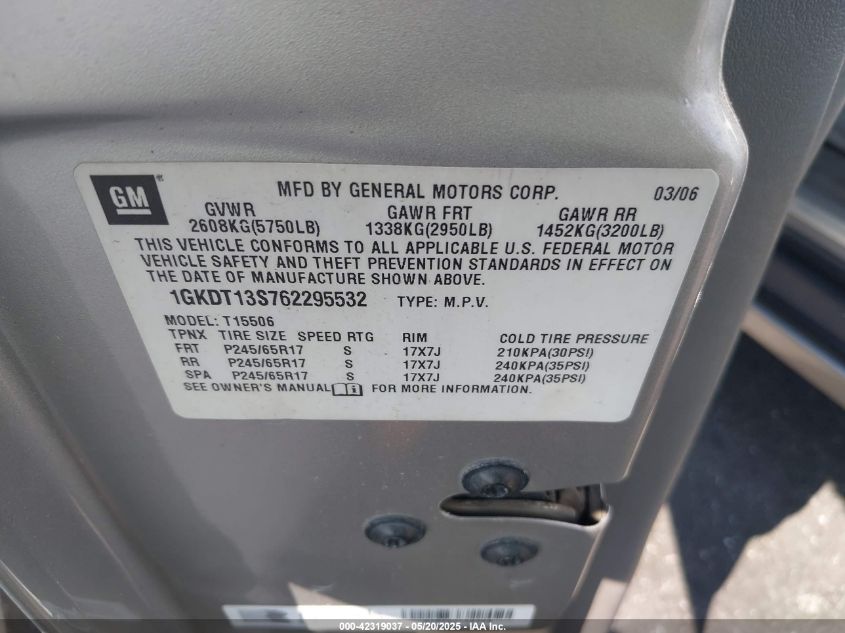 GM
MFD BY GENERAL MOTORS CORP. 03/06
GVWR GAWR FRT GAWR RR
2608KG(5750LB) 1338KG(2950LB) 1452KG(3200LB)
THIS VEHICLE CONFORMS TO ALL APPLICABLE U.S. FEDERAL MOTOR
VEHICLE SAFETY AND THEFT PREVENTION STANDARDS IN EFFECT ON
THE DATE OF MANUFACTURE SHOWN ABOVE.
1GKDT13S762295532 TYPE: M.P.V.
MODEL: T15506
TPNX TIRE SIZE SPEED RTG RIM COLD TIRE PRESSURE
FRT P245/65R17 S 17X7J 210KPA(30PSI)
RR P245/65R17 S 17X7J 240KPA(35PSI)
SPA P245/65R17 S 17X7J 240KPA(35PSI)
SEE OWNER'S MANUAL FOR MORE INFORMATION.
000-42319037 - 05/20/2025 - IAA Inc.